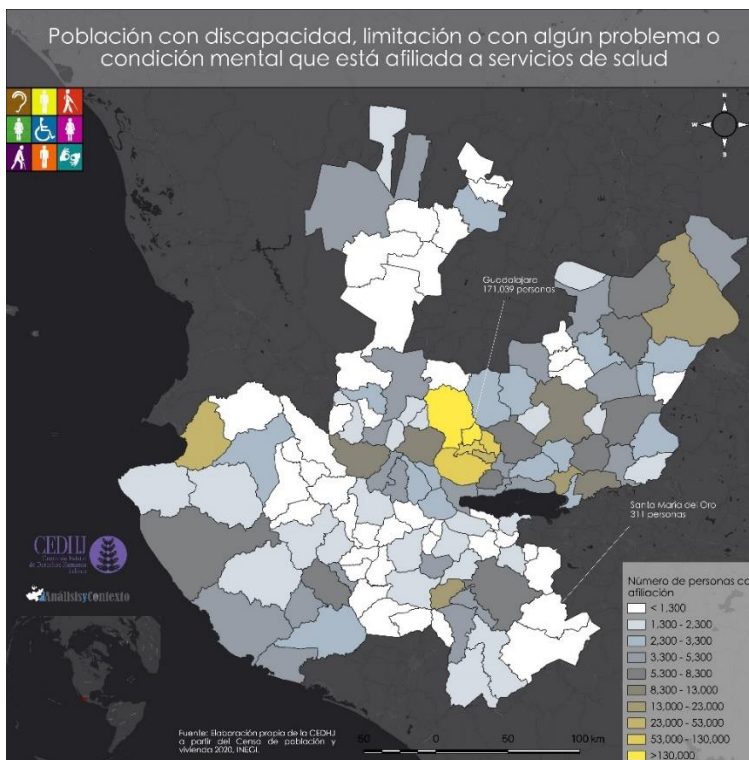 Población con discapacidad, limitación o con algún problema o
condición mental que está afiliada a servicios de salud
N
W
E
S
Guadalajara
171,039 personas
Santa María del Oro
311 personas
CEDHJ
AnálisisyContexto
Número de personas co
afiliación
< 1,300
1,300 - 2,300
2,300 - 3,300
3,300 - 5,300
5,300 - 8,300
8,300 - 13,000
13,000 - 23,000
23,000 - 53,000
53,000 - 130,000
>130,000
Fuente: Elaboración propia de la CEDHJ
a partir del Censo de población y
vivienda 2020, INEGI.
50 0 50 100 km